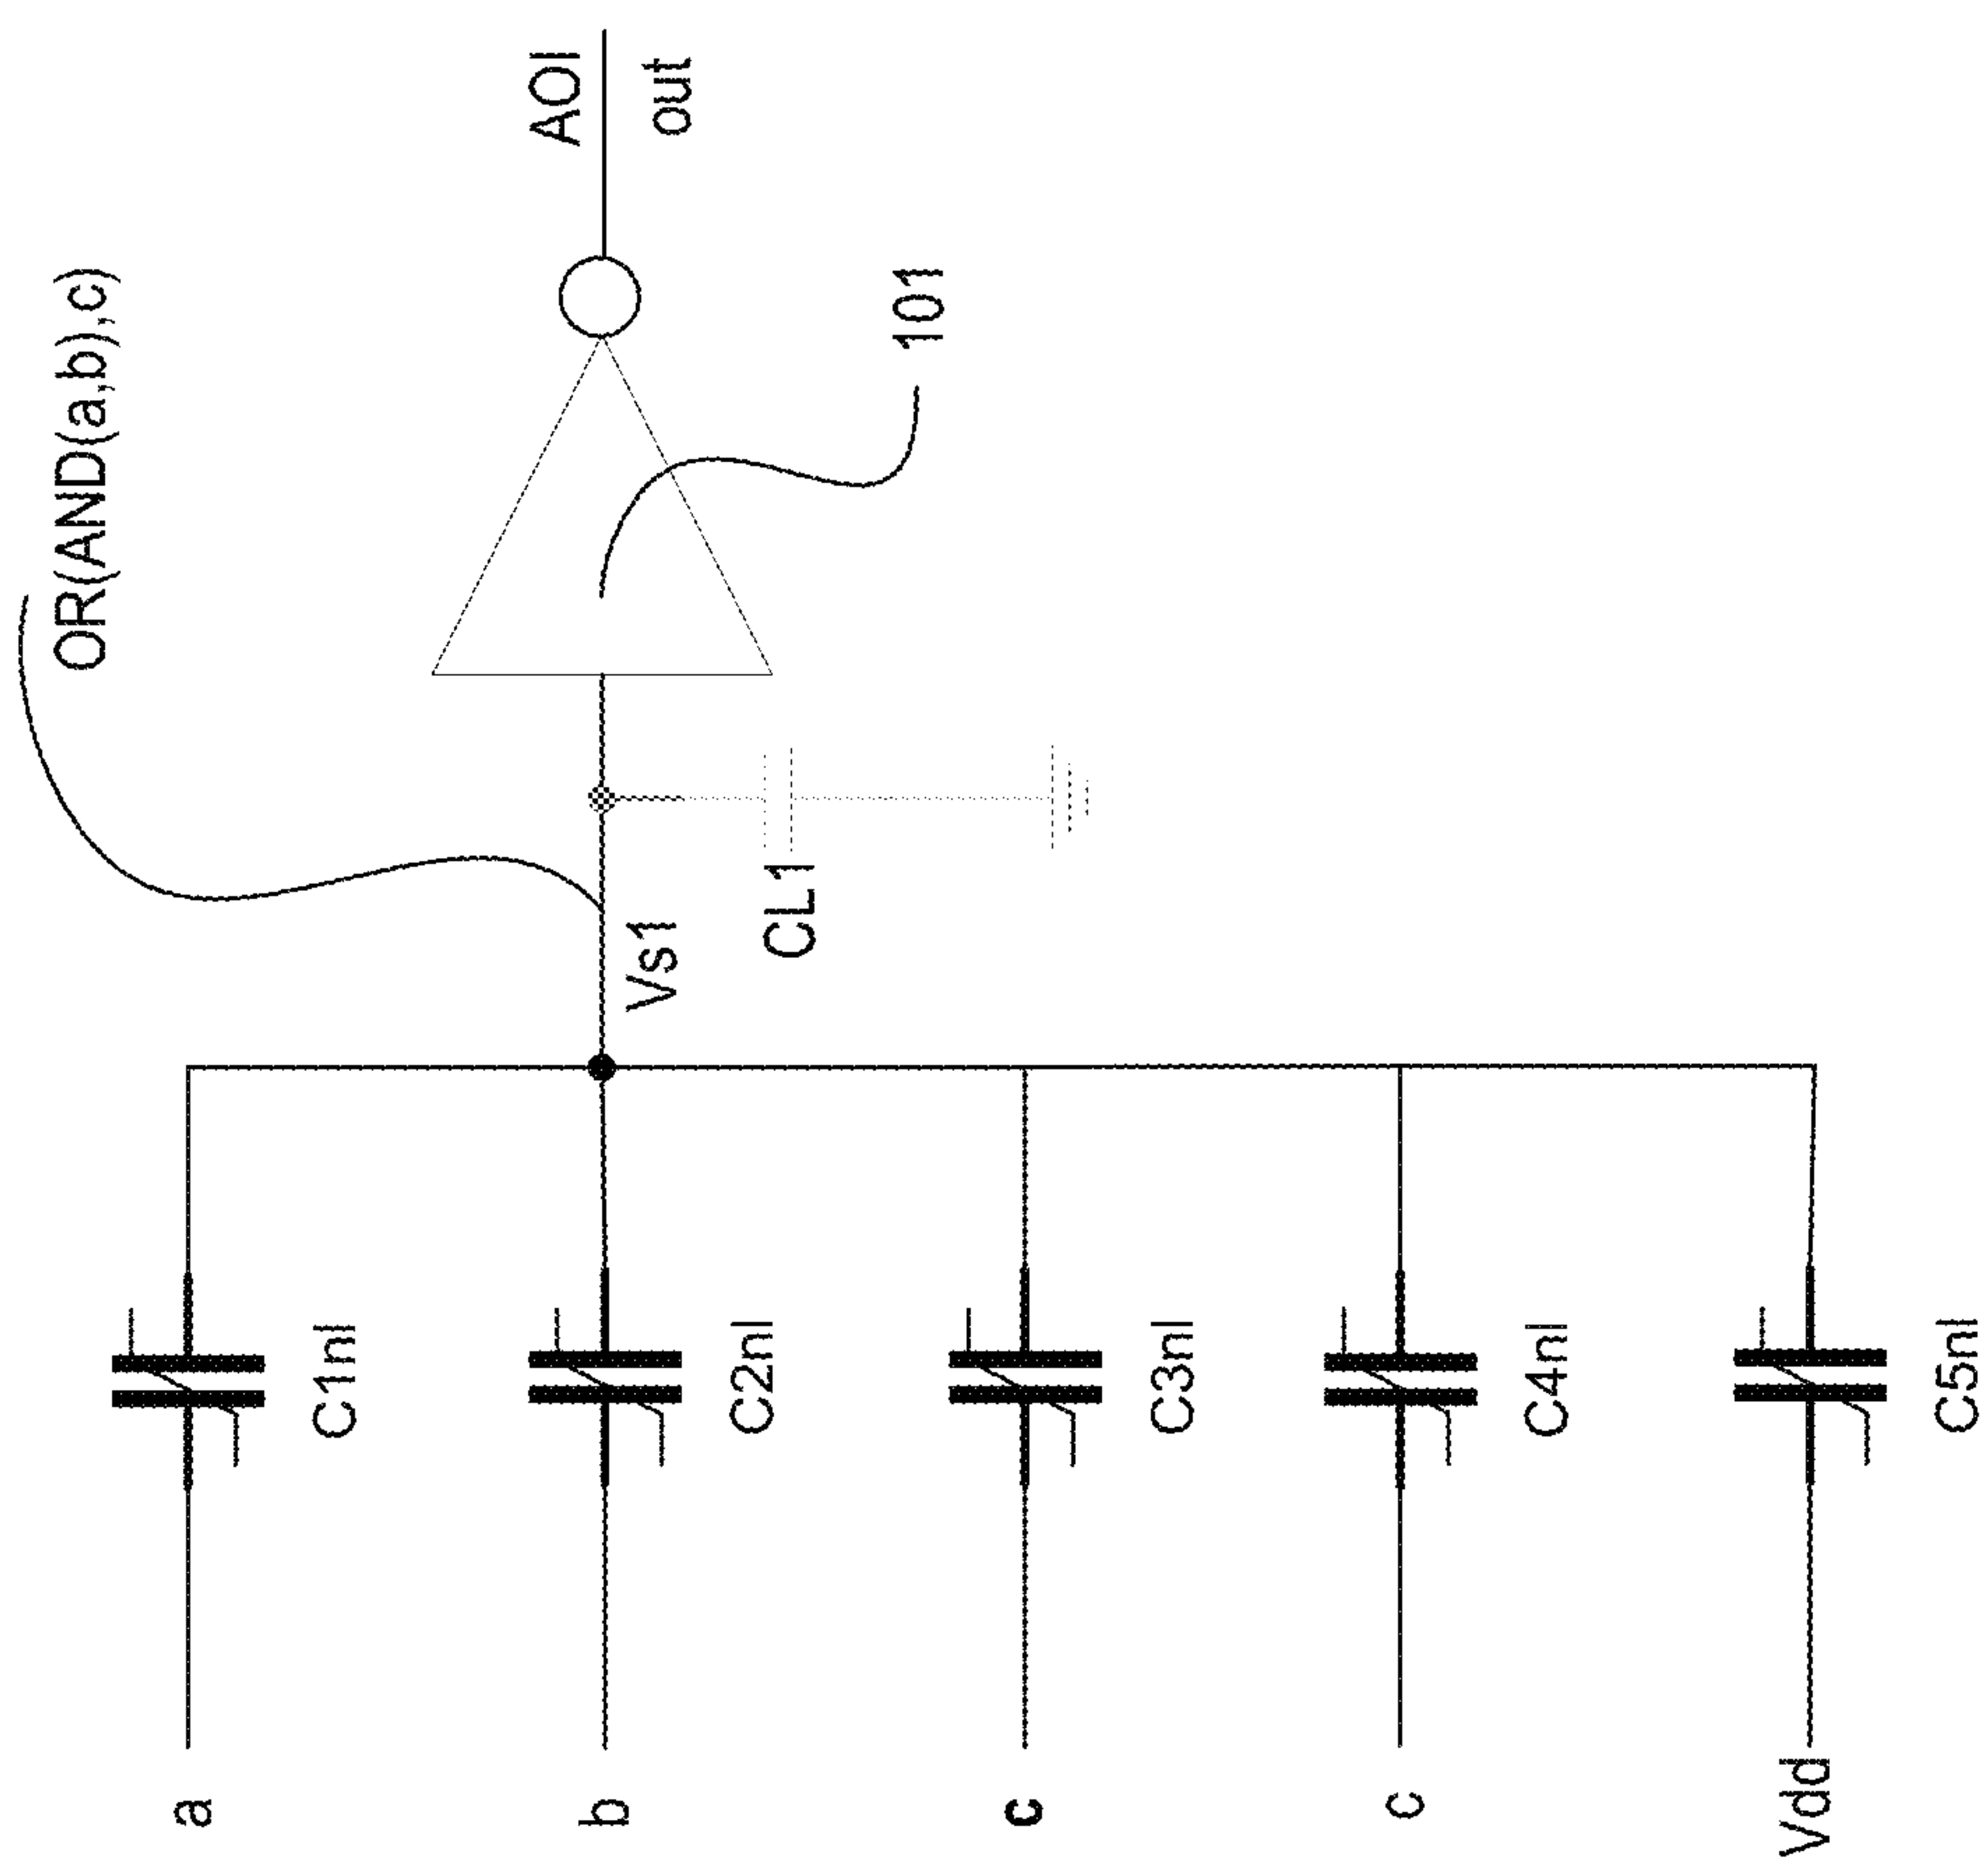 OR(AND(a,b),c)
a
C1nl
AOI
out
b
C2nl
Vs1
CL1
101
c
C3nl
c
C4nl
Vdd
C5nl